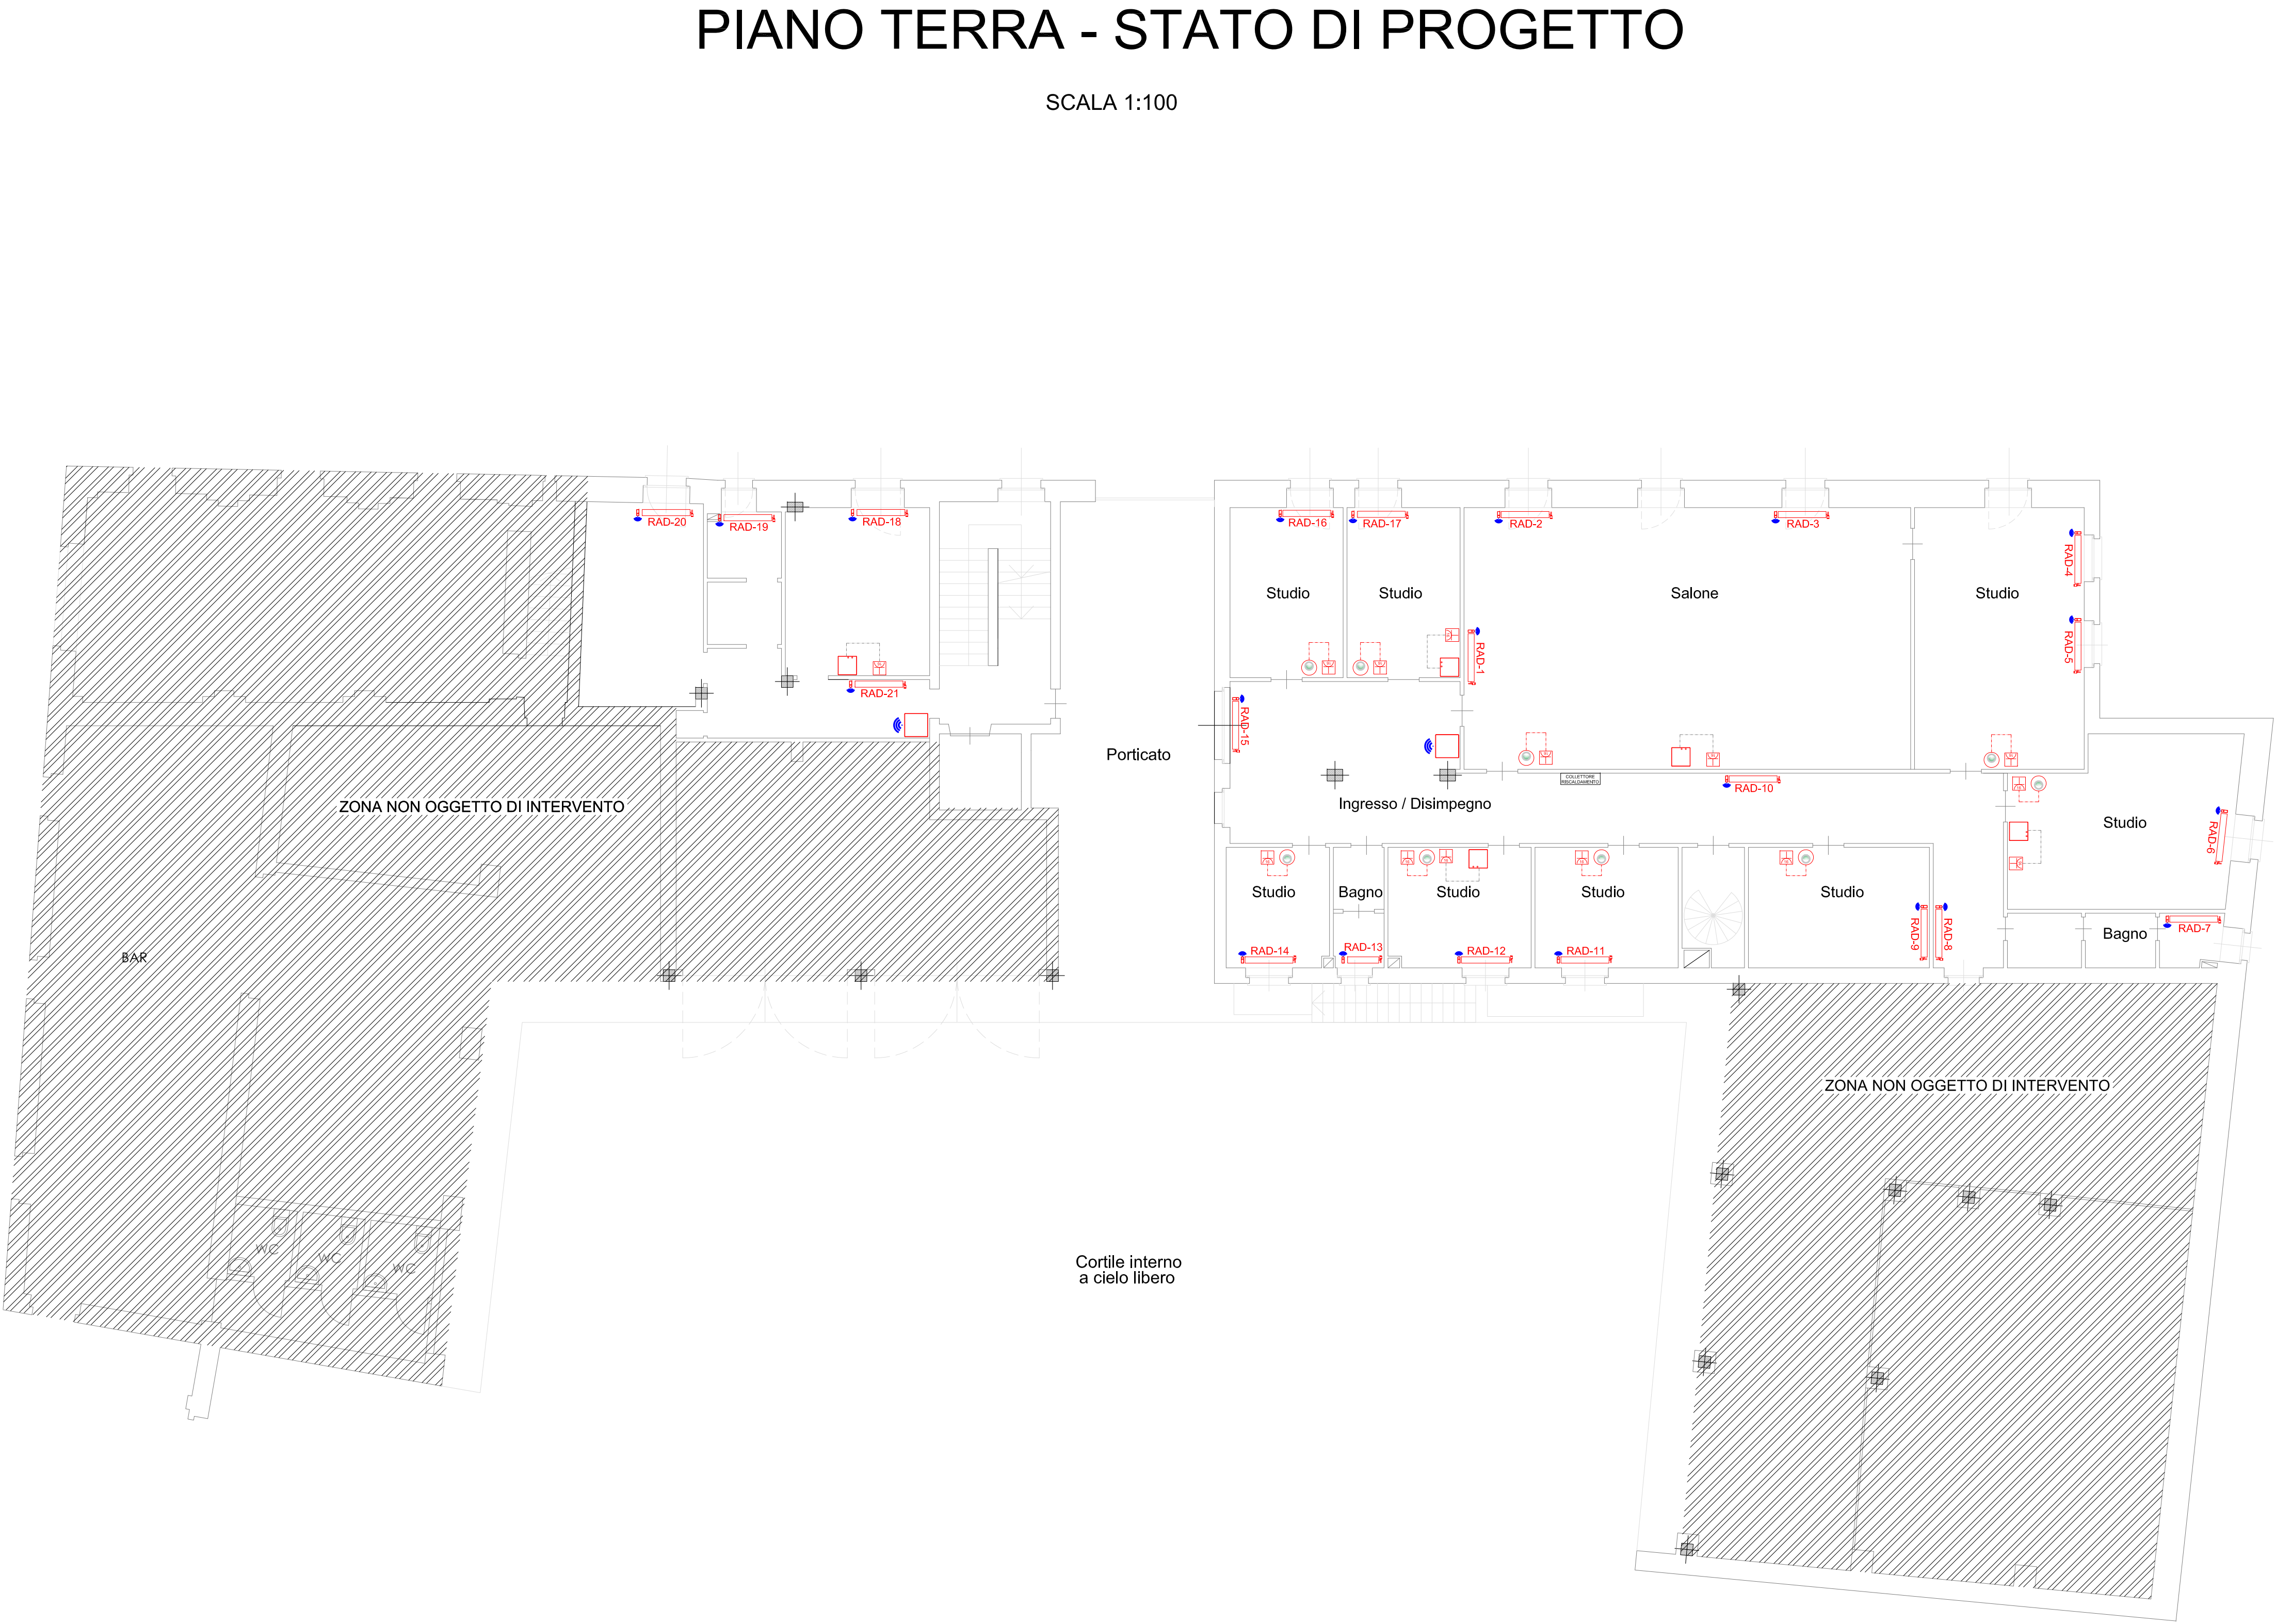 PIANO TERRA - STATO DI PROGETTO
SCALA 1:100
RAD-20
RAD-19
RAD-18
RAD-16
RAD-17
RAD-2
RAD-3
RAD-4
Studio
Studio
Salone
Studio
RAD-5
RAD-1
RAD-21
RAD-15
Porticato
COLLETTORE
RISCALDAMENTO
RAD-10
ZONA NON OGGETTO DI INTERVENTO
Ingresso / Disimpegno
Studio
RAD-6
Studio
Bagno
Studio
Studio
Studio
RAD-9
RAD-8
RAD-7
Bagno
BAR
RAD-14
RAD-13
RAD-12
RAD-11
ZONA NON OGGETTO DI INTERVENTO
WC
WC
WC
Cortile interno
a cielo libero